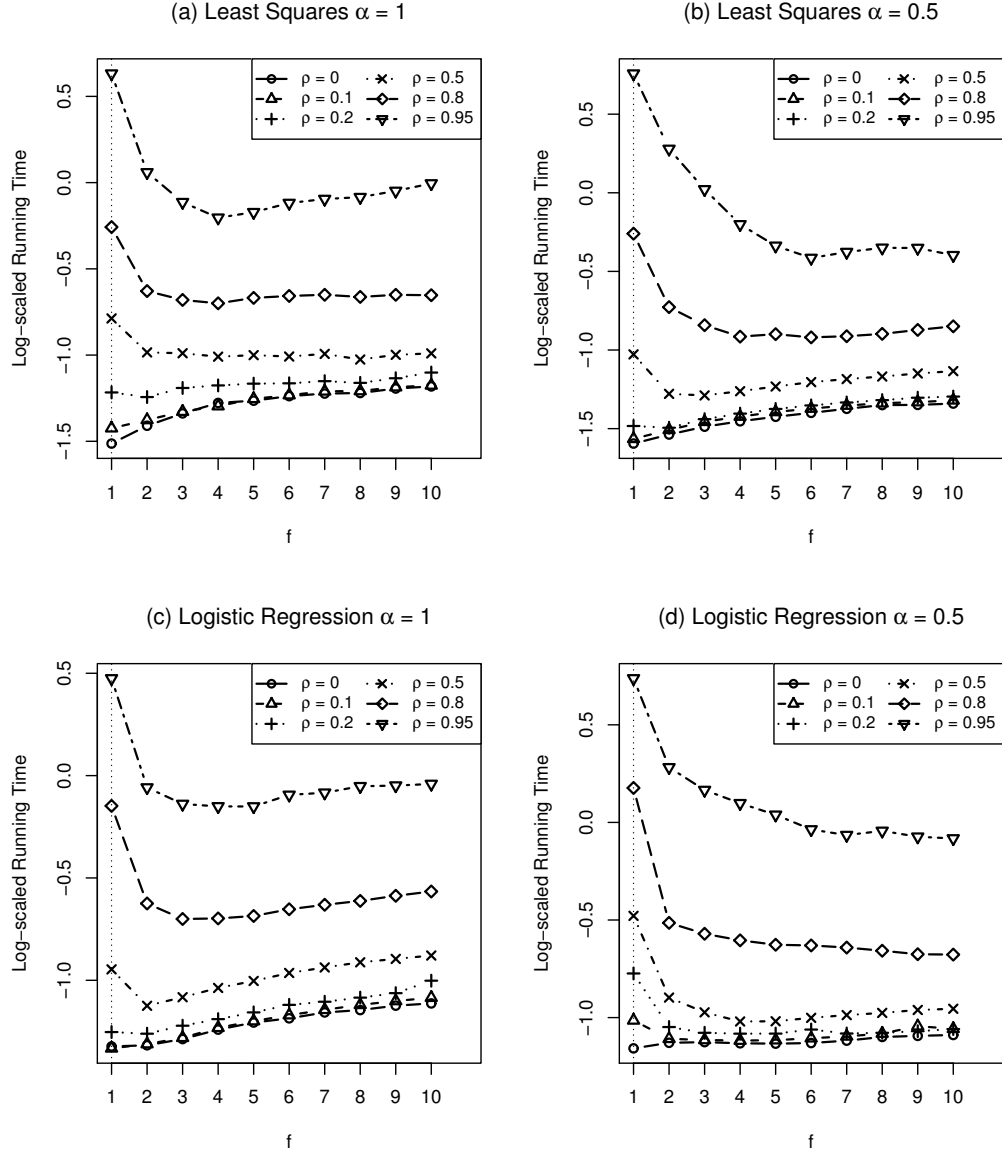 (a) Least Squares α = 1
Log−scaled Running Time
0.5
0.0
−0.5
−1.0
−1.5
ρ = 0
ρ = 0.1
ρ = 0.2
ρ = 0.5
ρ = 0.8
ρ = 0.95
1 2 3 4 5 6 7 8 9 10
f
(b) Least Squares α = 0.5
Log−scaled Running Time
0.5
0.0
−0.5
−1.0
−1.5
ρ = 0
ρ = 0.1
ρ = 0.2
ρ = 0.5
ρ = 0.8
ρ = 0.95
1 2 3 4 5 6 7 8 9 10
f
(c) Logistic Regression α = 1
Log−scaled Running Time
0.5
0.0
−0.5
−1.0
ρ = 0
ρ = 0.1
ρ = 0.2
ρ = 0.5
ρ = 0.8
ρ = 0.95
1 2 3 4 5 6 7 8 9 10
f
(d) Logistic Regression α = 0.5
Log−scaled Running Time
0.5
0.0
−0.5
−1.0
ρ = 0
ρ = 0.1
ρ = 0.2
ρ = 0.5
ρ = 0.8
ρ = 0.95
1 2 3 4 5 6 7 8 9 10
f